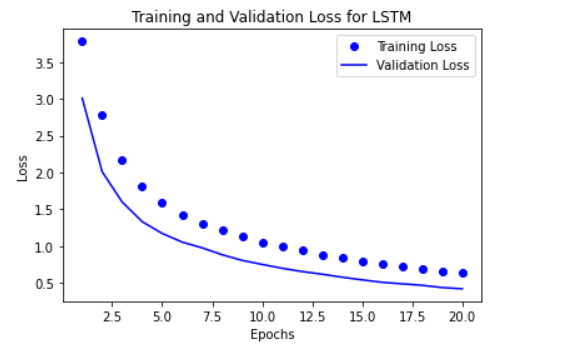 Training and Validation Loss for LSTM
Training Loss
Validation Loss
3.5
3.0
2.5
2.0
1.5
1.0
0.5
Loss
2.5 5.0 7.5 10.0 12.5 15.0 17.5 20.0
Epochs